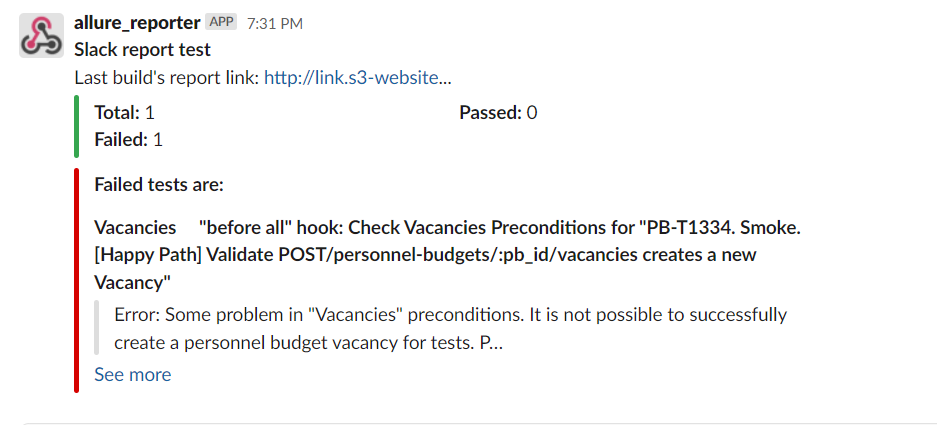 allure_reporter APP 7:31 PM
Slack report test
Last build's report link: http://link.s3-website...
Total: 1 Passed: 0
Failed: 1
Failed tests are:
Vacancies "before all" hook: Check Vacancies Preconditions for "PB-T1334. Smoke.
[Happy Path] Validate POST/personnel-budgets/:pb_id/vacancies creates a new
Vacancy"
Error: Some problem in "Vacancies" preconditions. It is not possible to successfully
create a personnel budget vacancy for tests. P...
See more